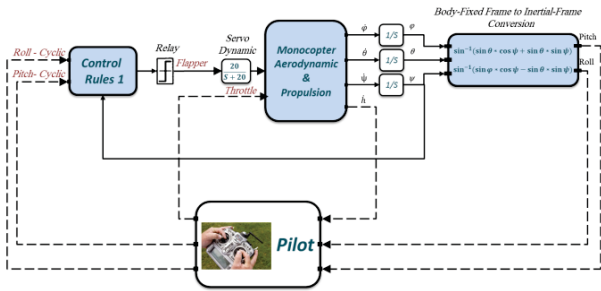 Body-Fixed Frame to Inertial-Frame
Conversion
Roll - Cyclic
Pitch- Cyclic
Control
Rules 1
Relay
Flapper
Servo
Dynamic
20
S + 20
Throttle
Monocopter
Aerodynamic
&
Propulsion
φ̇
θ̇
ψ̇
ḣ
1/S
1/S
1/S
φ
θ
ψ
sin⁻¹(sin θ * cos ψ + sin θ * sin ψ)
sin⁻¹(sin φ * cos ψ − sin θ * sin ψ)
Pitch
Roll
Pilot